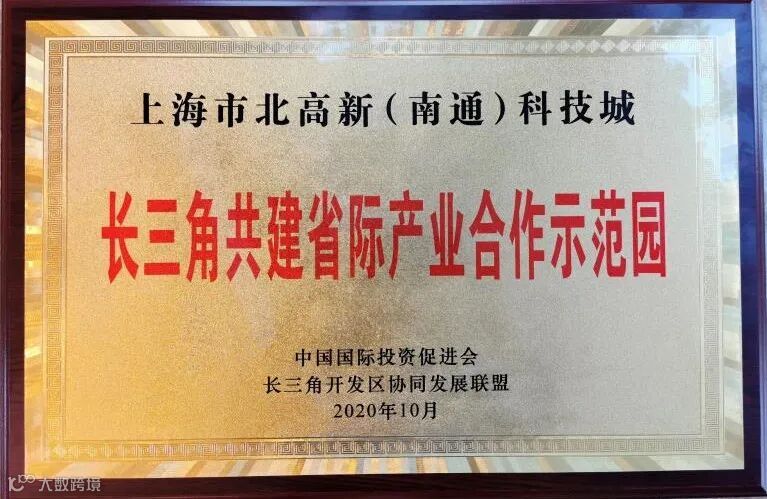 上海市北高新（南通）科技城
长三角共建省际产业合作示范园
中国国际投资促进会
长三角开发区协同发展联盟
2020年10月
大数跨境